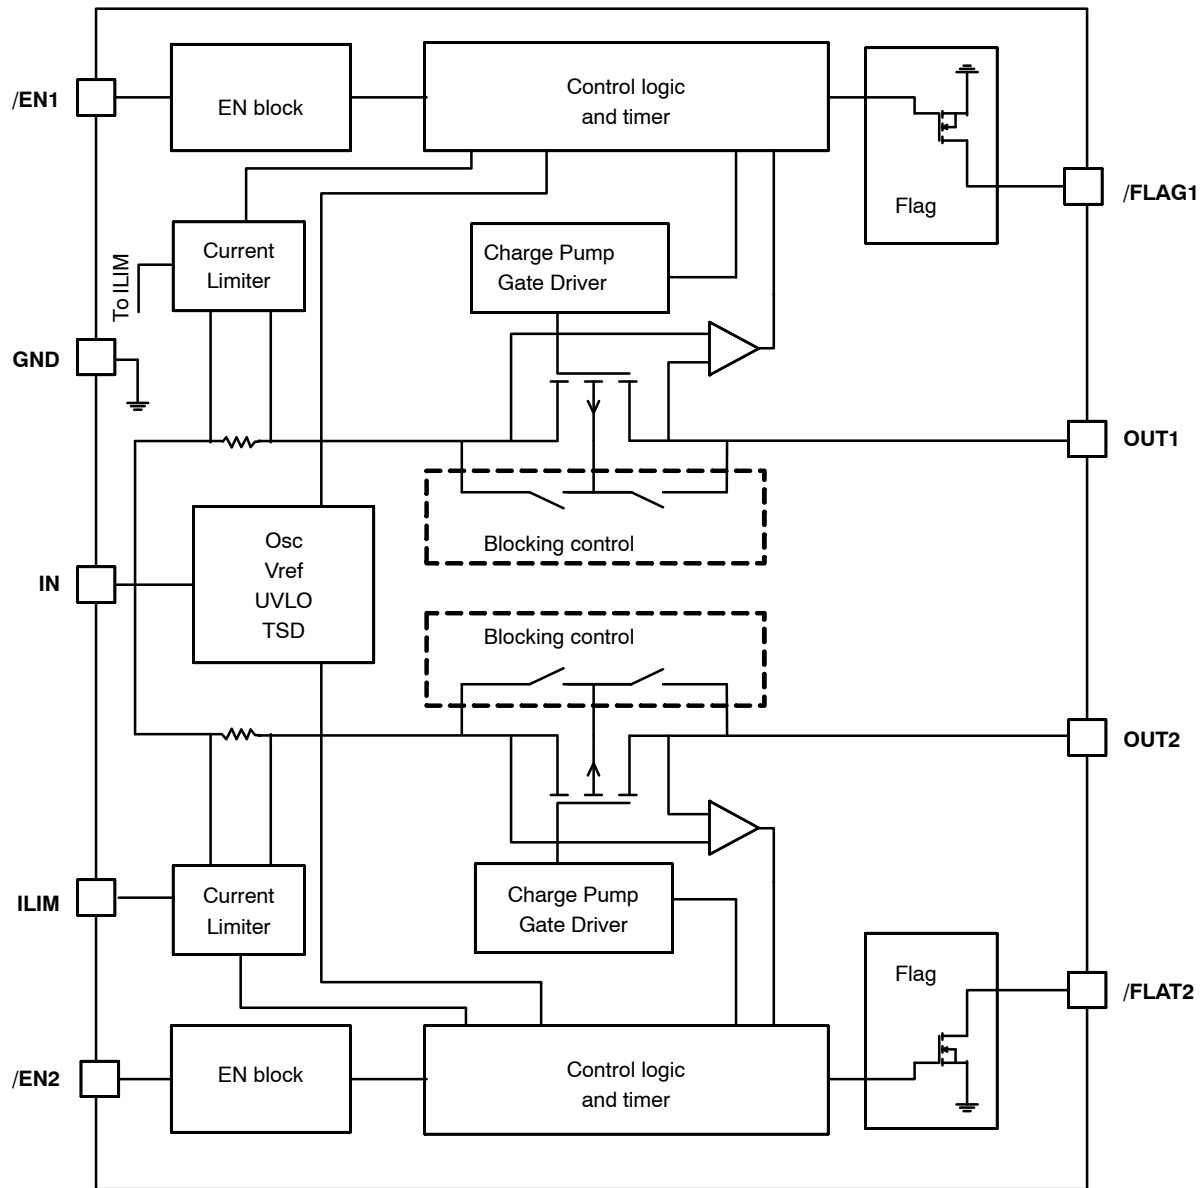 /EN1
EN block
Control logic
and timer
Flag
/FLAG1
Current
Limiter
To ILIM
Charge Pump
Gate Driver
GND
OUT1
Blocking control
IN
Osc
Vref
UVLO
TSD
Blocking control
OUT2
ILIM
Current
Limiter
Charge Pump
Gate Driver
Flag
/FLAT2
/EN2
EN block
Control logic
and timer